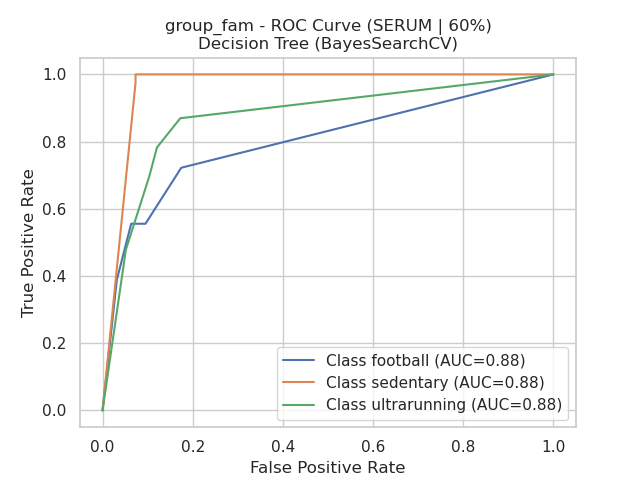 group_fam - ROC Curve (SERUM | 60%)
Decision Tree (BayesSearchCV)
True Positive Rate
1.0
0.8
0.6
0.4
0.2
0.0
Class football (AUC=0.88)
Class sedentary (AUC=0.88)
Class ultrarunning (AUC=0.88)
0.0 0.2 0.4 0.6 0.8 1.0
False Positive Rate